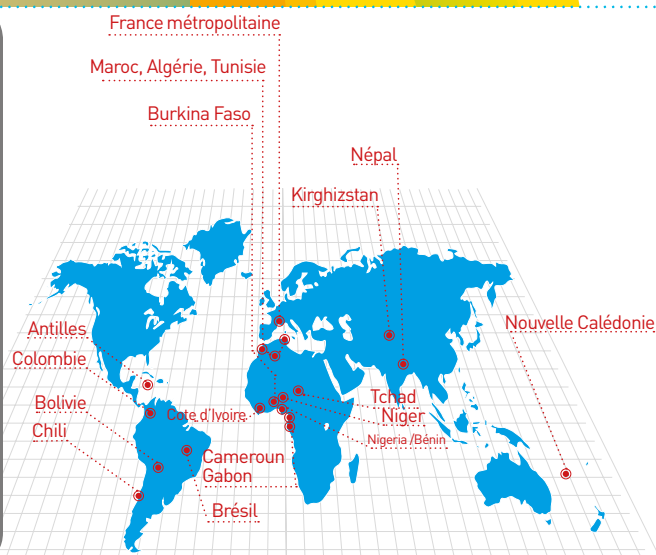 France métropolitaine
Maroc, Algérie, Tunisie
Burkina Faso
Népal
Kirghizstan
Nouvelle Calédonie
Antilles
Colombie
Bolivie
Chili
Cote d'Ivoire
Tchad
Niger
Nigeria /Bénin
Cameroun
Gabon
Brésil